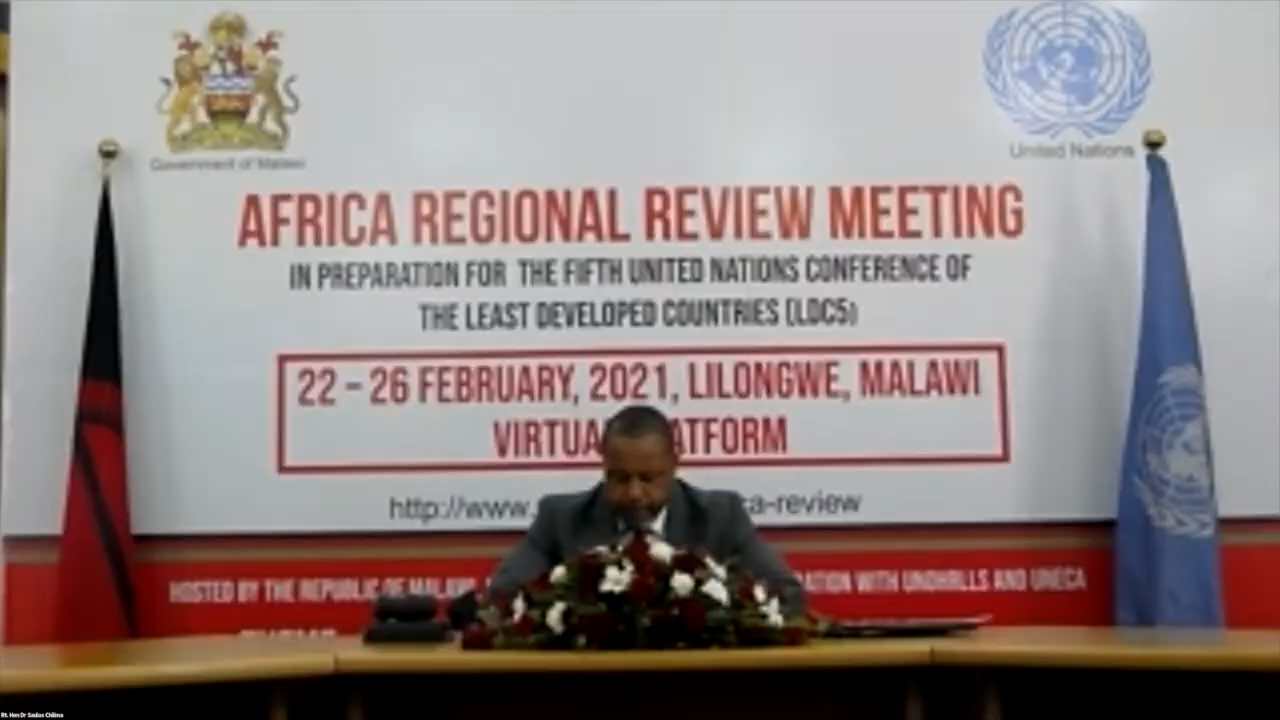 Government of Malawi
United Nations
AFRICA REGIONAL REVIEW MEETING
IN PREPARATION FOR THE FIFTH UNITED NATIONS CONFERENCE OF
THE LEAST DEVELOPED COUNTRIES (LDC5)
22 – 26 FEBRUARY, 2021, LILONGWE, MALAWI
VIRTUA ATFORM
http://www. ca-review
HOSTED BY THE REPUBLIC OF MALAWI, RATION WITH UNOHRLLS AND UNECA
Rt. Hon Dr Saulos Chilima